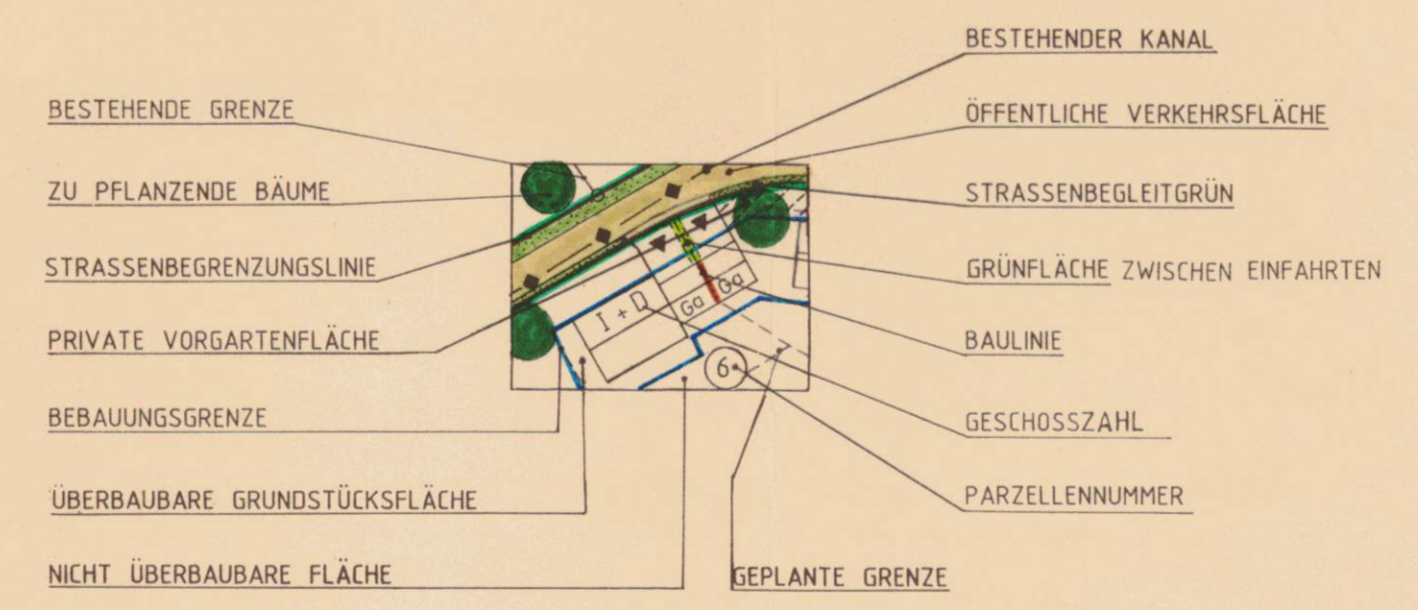 BESTEHENDE GRENZE
ZU PFLANZENDE BÄUME
STRASSENBEGRENZUNGSLINIE
PRIVATE VORGARTENFLÄCHE
BEBAUUNGSGRENZE
ÜBERBAUBARE GRUNDSTÜCKSFLÄCHE
NICHT ÜBERBAUBARE FLÄCHE
I + D
Ga
Ga
6
BESTEHENDER KANAL
ÖFFENTLICHE VERKEHRSFLÄCHE
STRASSENBEGLEITGRÜN
GRÜNFLÄCHE ZWISCHEN EINFAHRTEN
BAULINIE
GESCHOSSZAHL
PARZELLENNUMMER
GEPLANTE GRENZE